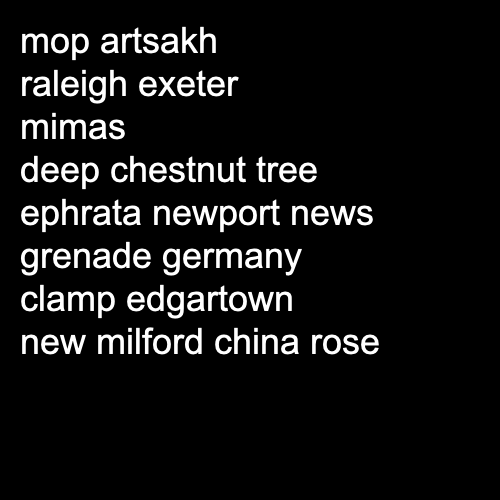 mop artsakh
raleigh exeter
mimas
deep chestnut tree
ephrata newport news
grenade germany
clamp edgartown
new milford china rose